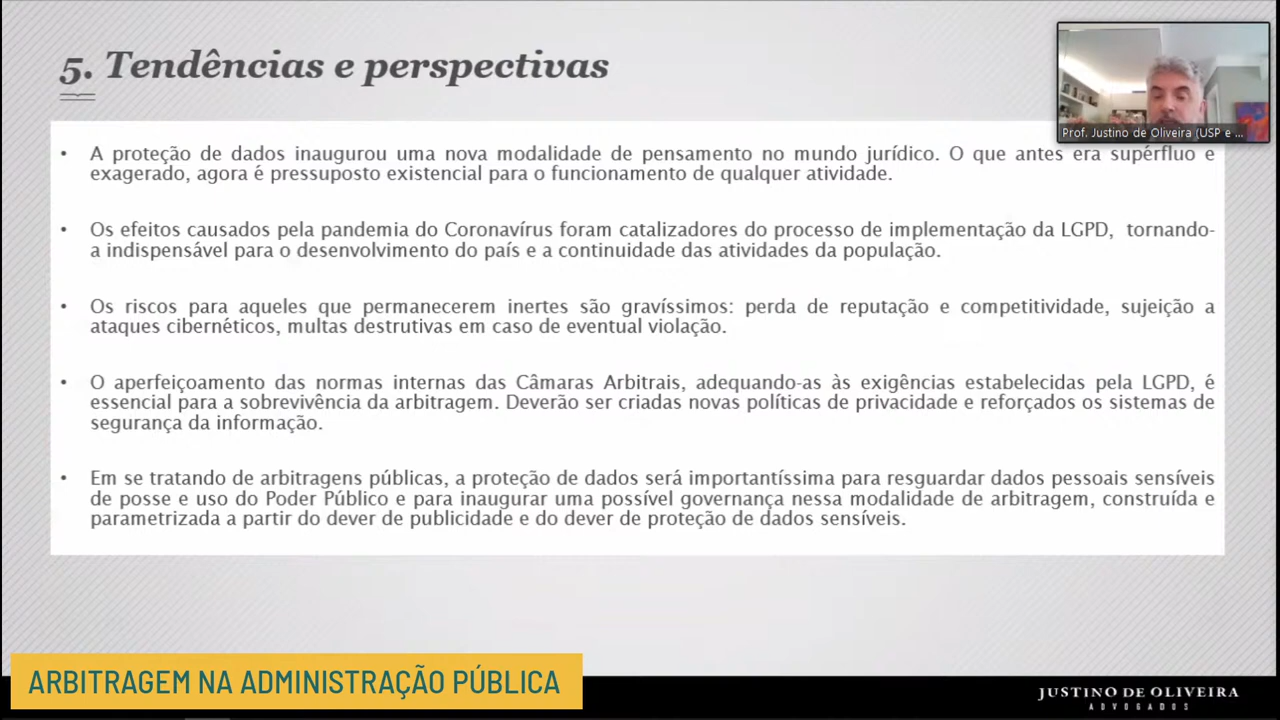 5. Tendências e perspectivas
Prof. Justino de Oliveira (USP e ...
• A proteção de dados inaugurou uma nova modalidade de pensamento no mundo jurídico. O que antes era supérfluo e
exagerado, agora é pressuposto existencial para o funcionamento de qualquer atividade.
• Os efeitos causados pela pandemia do Coronavírus foram catalizadores do processo de implementação da LGPD, tornando-
a indispensável para o desenvolvimento do país e a continuidade das atividades da população.
• Os riscos para aqueles que permanecerem inertes são gravíssimos: perda de reputação e competitividade, sujeição a
ataques cibernéticos, multas destrutivas em caso de eventual violação.
• O aperfeiçoamento das normas internas das Câmaras Arbitrais, adequando-as às exigências estabelecidas pela LGPD, é
essencial para a sobrevivência da arbitragem. Deverão ser criadas novas políticas de privacidade e reforçados os sistemas de
segurança da informação.
• Em se tratando de arbitragens públicas, a proteção de dados será importantíssima para resguardar dados pessoais sensíveis
de posse e uso do Poder Público e para inaugurar uma possível governança nessa modalidade de arbitragem, construída e
parametrizada a partir do dever de publicidade e do dever de proteção de dados sensíveis.
ARBITRAGEM NA ADMINISTRAÇÃO PÚBLICA
JUSTINO DE OLIVEIRA
ADVOGADOS